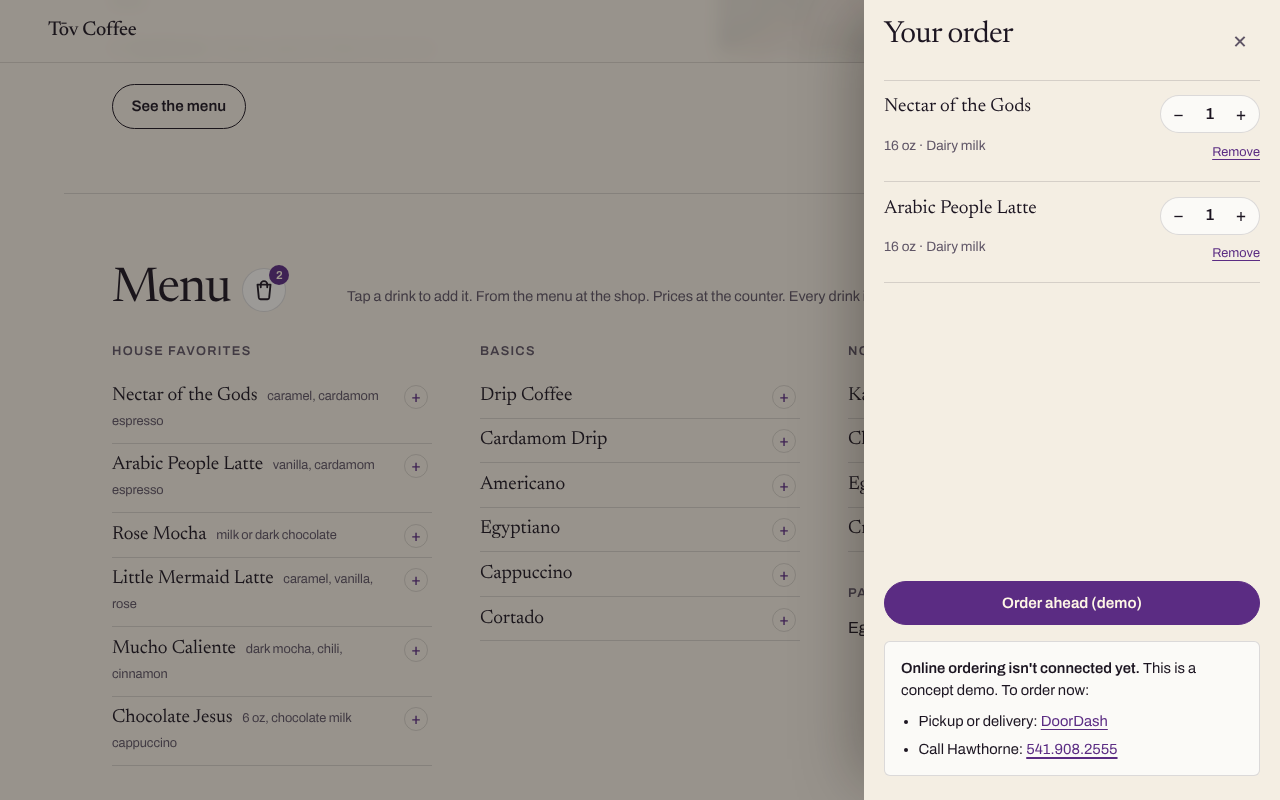 Tōv Coffee
See the menu
Menu
2
Tap a drink to add it. From the menu at the shop. Prices at the counter. Every drink
HOUSE FAVORITES
Nectar of the Gods caramel, cardamom
espresso
+
Arabic People Latte vanilla, cardamom
espresso
+
Rose Mocha milk or dark chocolate
+
Little Mermaid Latte caramel, vanilla,
rose
+
Mucho Caliente dark mocha, chili,
cinnamon
+
Chocolate Jesus 6 oz, chocolate milk
cappuccino
+
BASICS
Drip Coffee +
Cardamom Drip +
Americano +
Egyptiano +
Cappuccino +
Cortado +
Your order ×
Nectar of the Gods
− 1 +
16 oz · Dairy milk
Remove
Arabic People Latte
− 1 +
16 oz · Dairy milk
Remove
Order ahead (demo)
Online ordering isn't connected yet. This is a
concept demo. To order now:
• Pickup or delivery: DoorDash
• Call Hawthorne: 541.908.2555